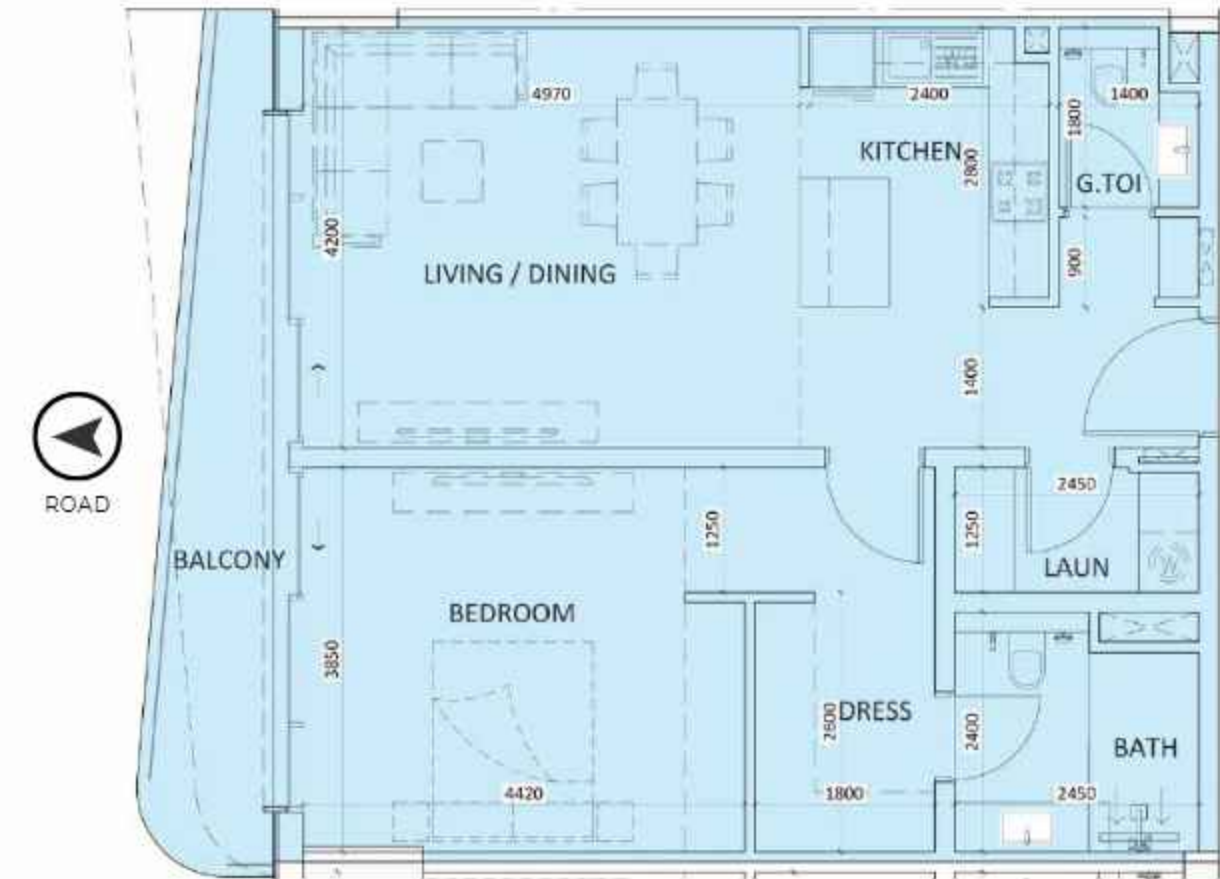 4970
2400
1400
1800
KITCHEN
2800
G.TOI
4200
LIVING / DINING
900
1400
ROAD
2450
1250
1250
BALCONY
LAUN
BEDROOM
3850
DRESS
2600
2400
BATH
4420
1800
2450